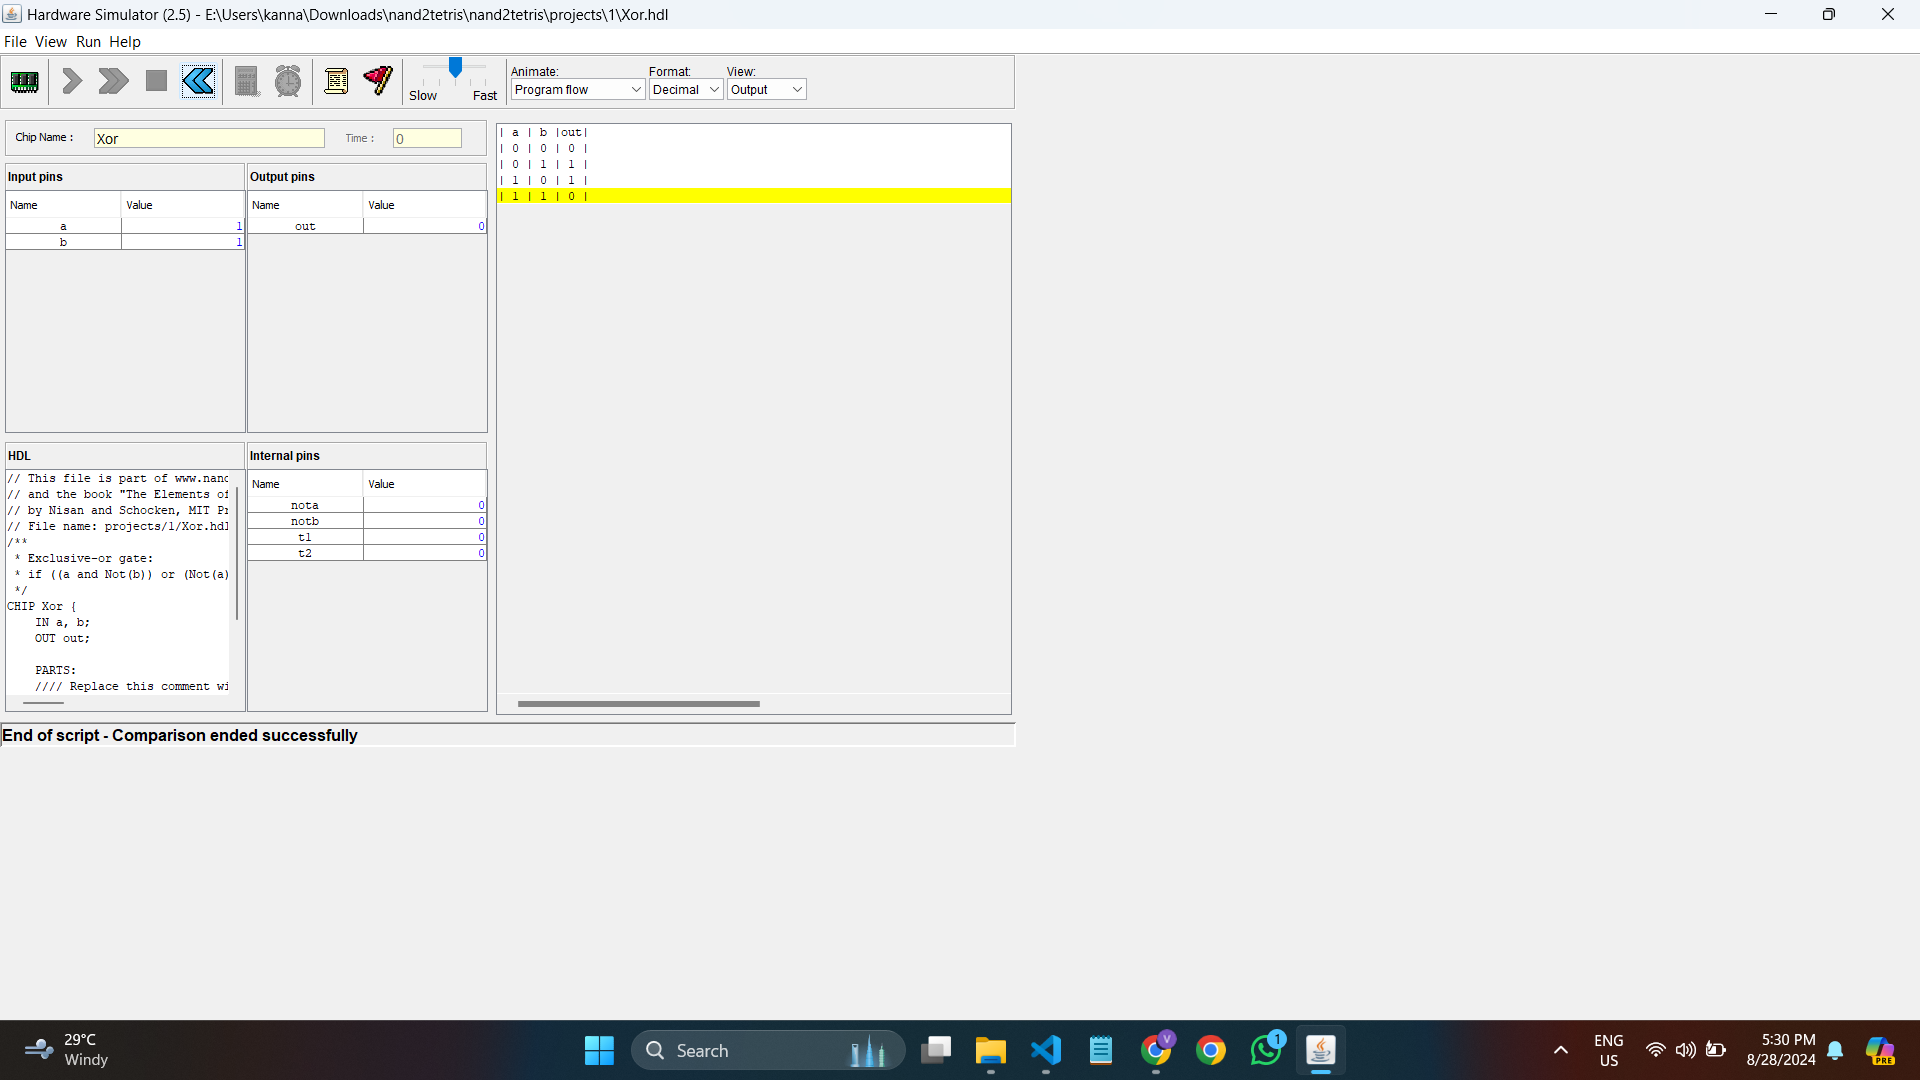 Hardware Simulator (2.5) - E:\Users\kanna\Downloads\nand2tetris\nand2tetris\projects\1\Xor.hdl
File View Run Help
Slow Fast
Animate: Format: View:
Program flow Decimal Output
Chip Name : Xor Time : 0
Input pins
Name Value
a 1
b 1
Output pins
Name Value
out 0
HDL
// This file is part of www.nand
// and the book "The Elements of
// by Nisan and Schocken, MIT Pr
// File name: projects/1/Xor.hdl
/**
* Exclusive-or gate:
* if ((a and Not(b)) or (Not(a)
*/
CHIP Xor {
IN a, b;
OUT out;
PARTS:
//// Replace this comment wi
Internal pins
Name Value
nota 0
notb 0
t1 0
t2 0
| a | b |out|
| 0 | 0 | 0 |
| 0 | 1 | 1 |
| 1 | 0 | 1 |
| 1 | 1 | 0 |
End of script - Comparison ended successfully
29°C
Windy
Search
V
1
ENG
US
5:30 PM
8/28/2024
PRE